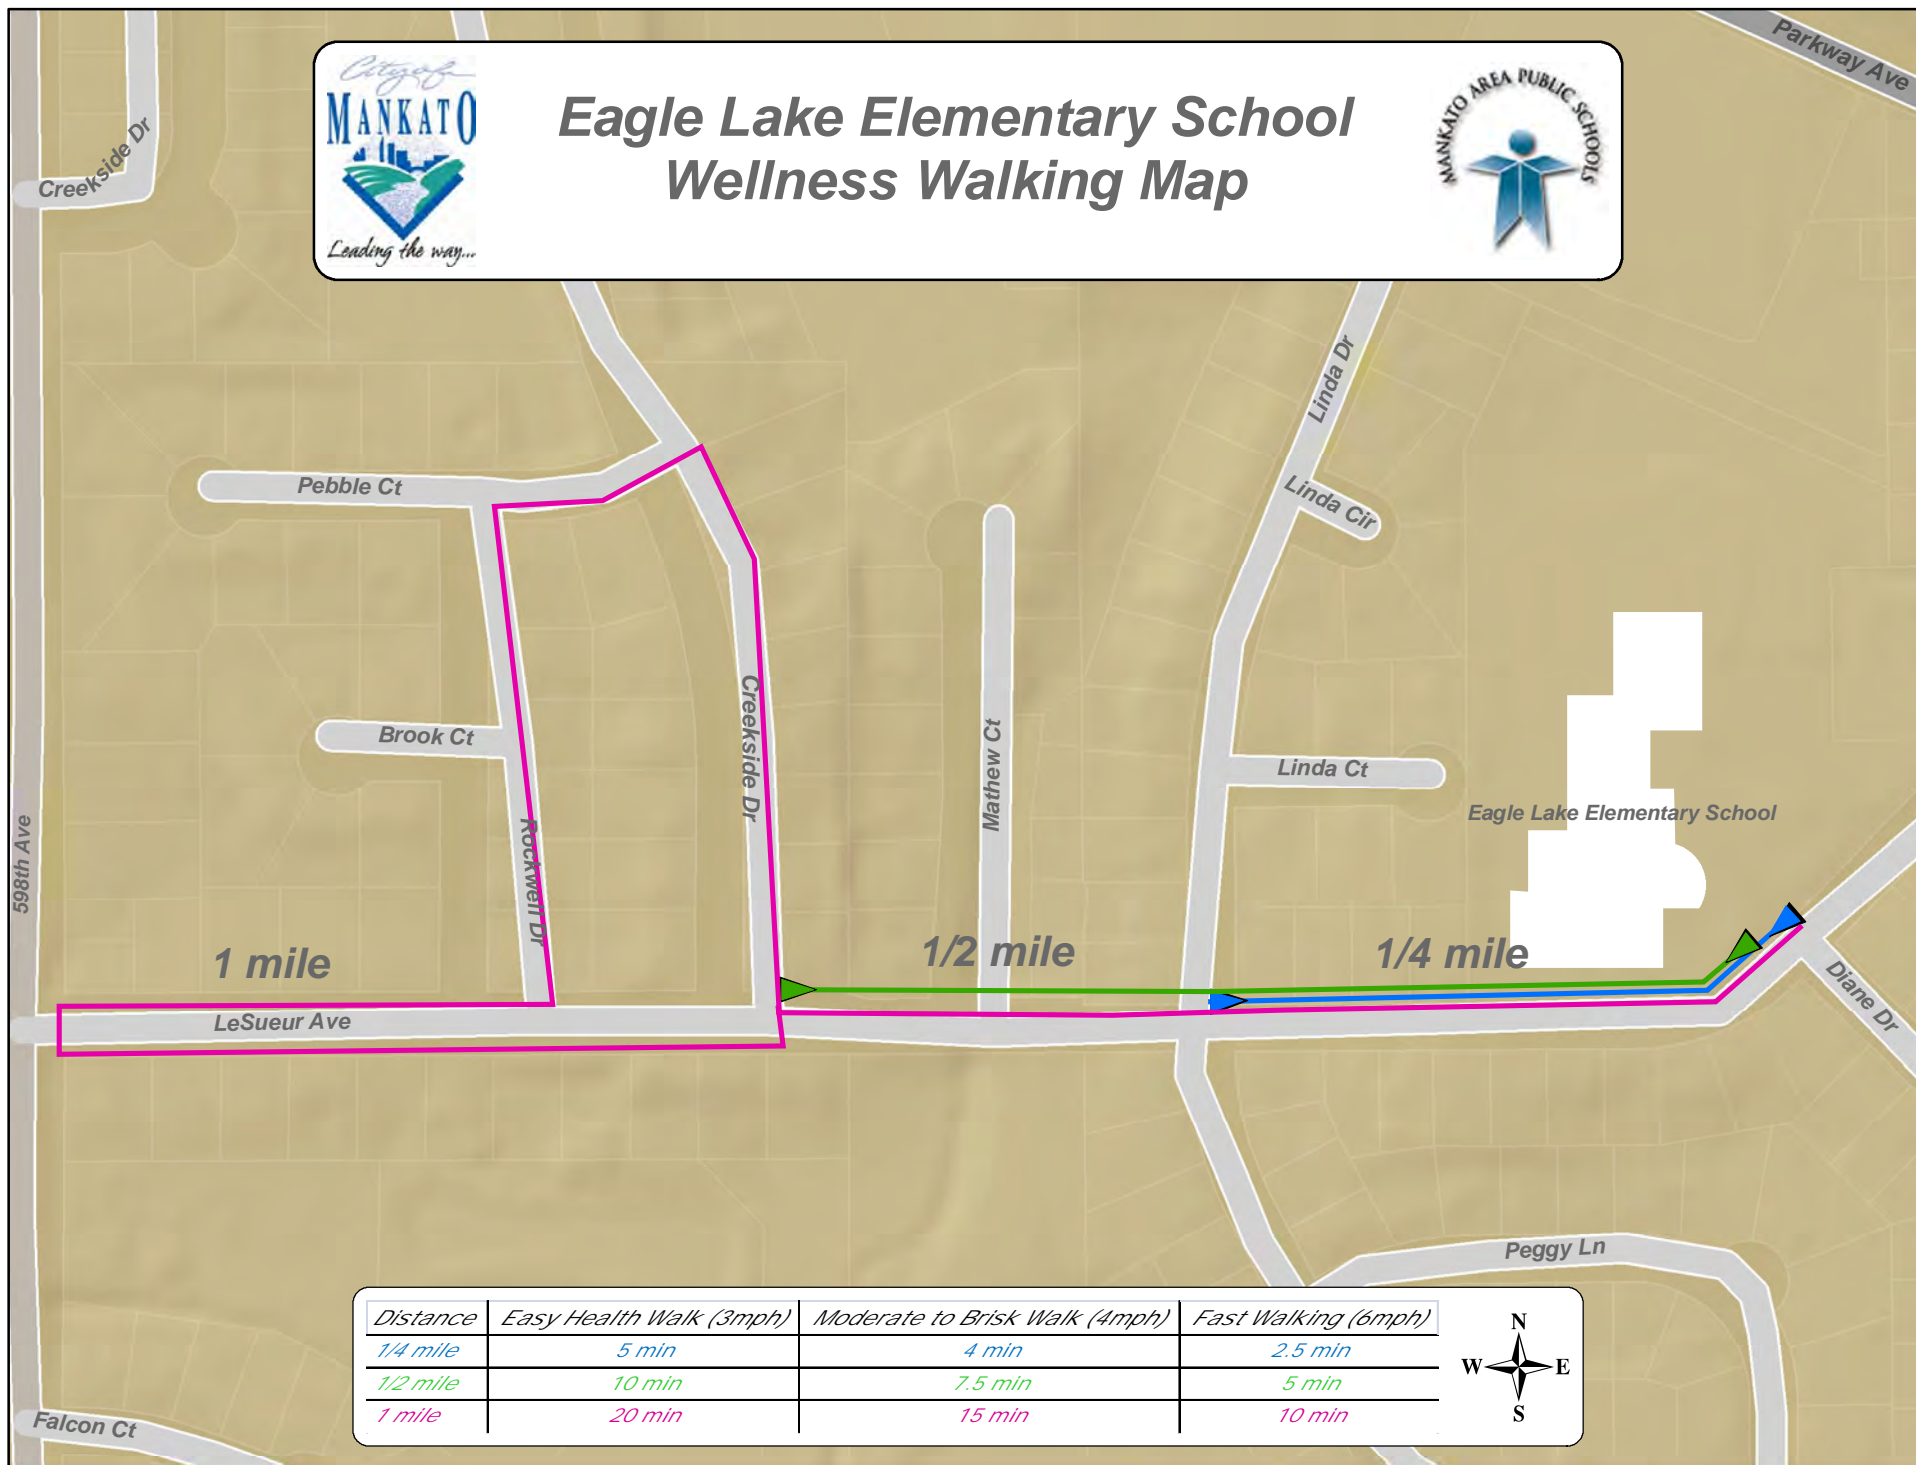 Parkway Ave
City of
MANKATO
Leading the way...
Eagle Lake Elementary School
Wellness Walking Map
MANKATO AREA PUBLIC SCHOOLS
Creekside Dr
Linda Dr
Pebble Ct
Linda Cir
Creekside Dr
Brook Ct
Mathew Ct
Linda Ct
Eagle Lake Elementary School
598th Ave
Rockwell Dr
1 mile
1/2 mile
1/4 mile
LeSueur Ave
Diane Dr
Peggy Ln
Distance Easy Health Walk (3mph) Moderate to Brisk Walk (4mph) Fast Walking (6mph)
1/4 mile 5 min 4 min 2.5 min
1/2 mile 10 min 7.5 min 5 min
1 mile 20 min 15 min 10 min
N
W E
S
Falcon Ct